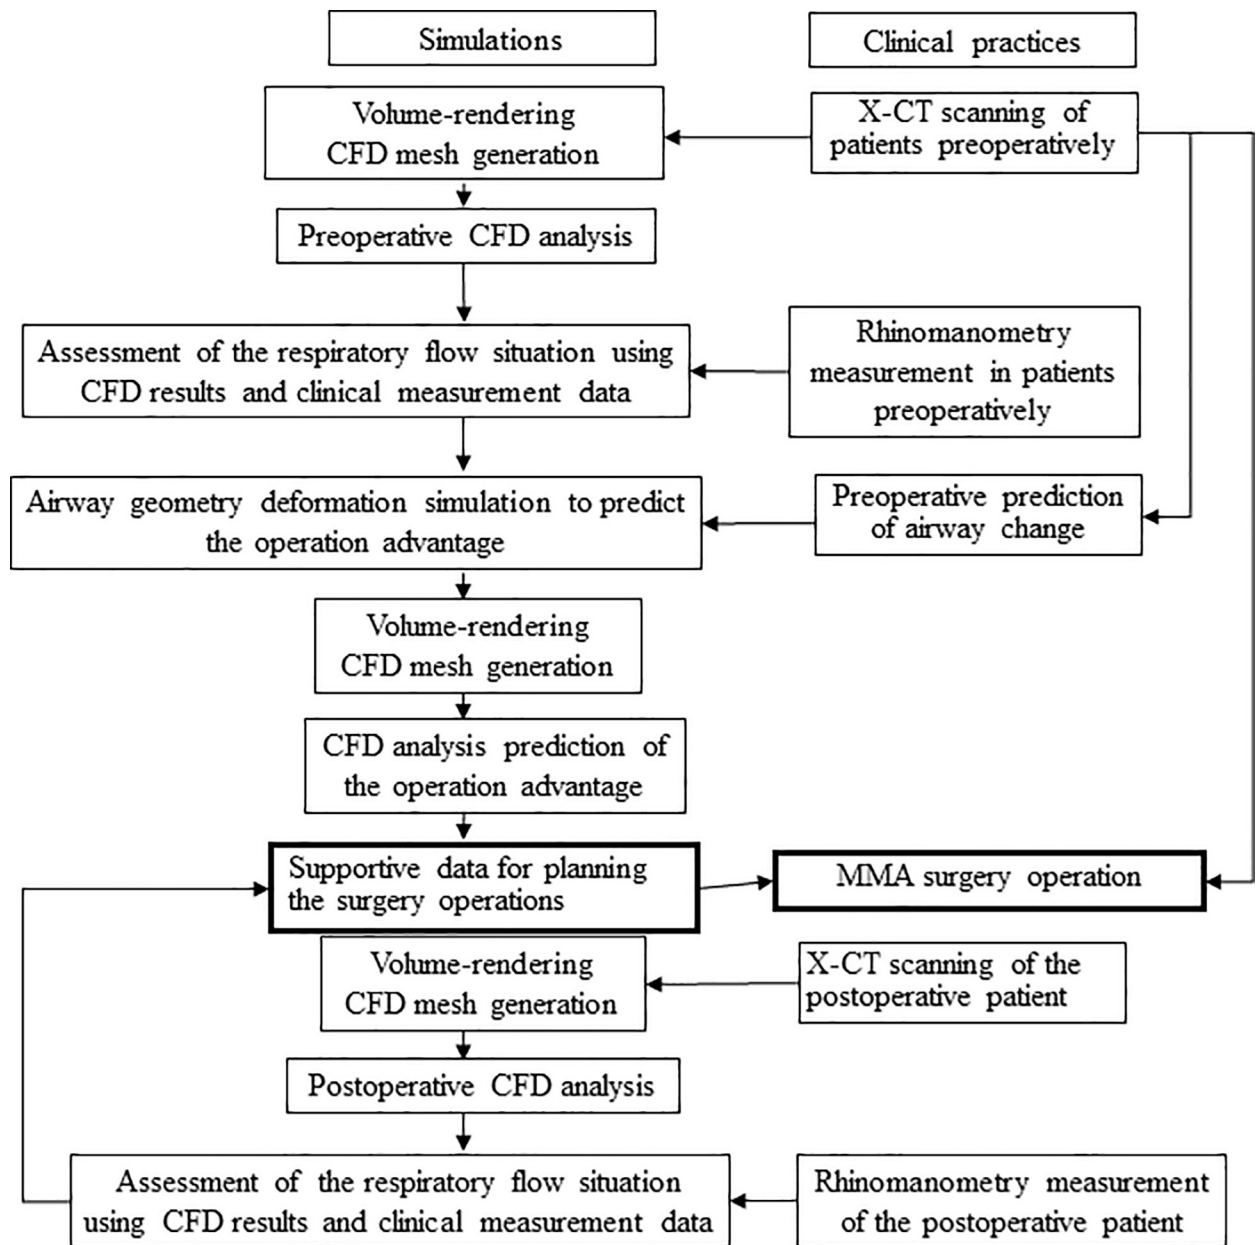 Simulations
Clinical practices
Volume-rendering
CFD mesh generation
X-CT scanning of
patients preoperatively
Preoperative CFD analysis
Assessment of the respiratory flow situation using
CFD results and clinical measurement data
Rhinomanometry
measurement in patients
preoperatively
Airway geometry deformation simulation to predict
the operation advantage
Preoperative prediction
of airway change
Volume-rendering
CFD mesh generation
CFD analysis prediction of
the operation advantage
Supportive data for planning
the surgery operations
MMA surgery operation
Volume-rendering
CFD mesh generation
X-CT scanning of the
postoperative patient
Postoperative CFD analysis
Assessment of the respiratory flow situation
using CFD results and clinical measurement data
Rhinomanometry measurement
of the postoperative patient